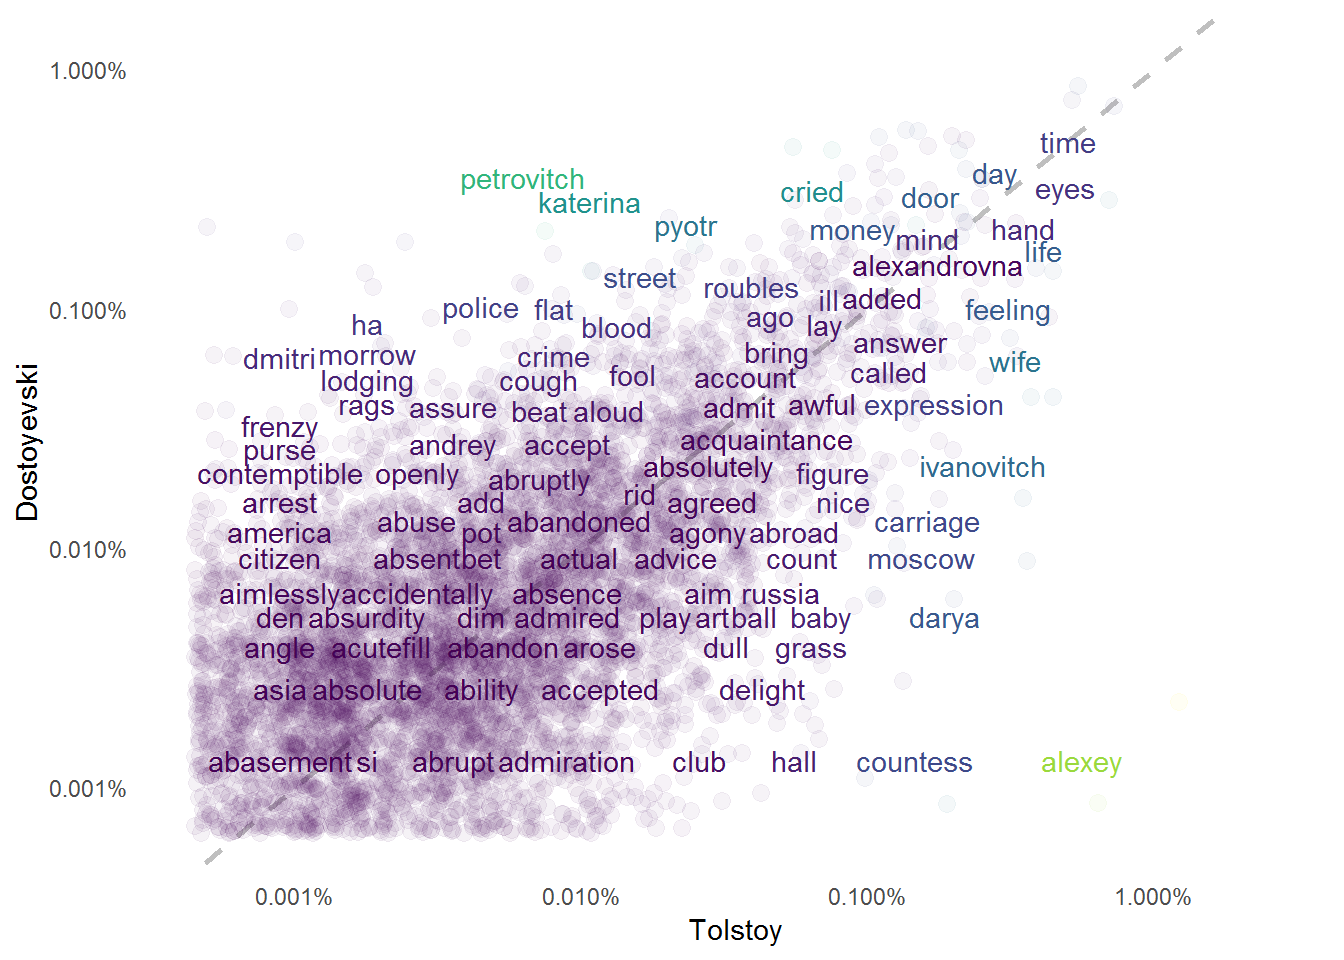 1.000%
time
petrovitch
day
cried
eyes
katerina
door
pyotr
money
hand
mind
life
alexandrovna
street
roubles
ill added
police
flat
0.100%
feeling
ago
ha
blood
lay
answer
dmitri
morrow
crime
bring
wife
lodging
cough
fool
account
called
rags
assure
beat
aloud
admit
awful
expression
frenzy
purse
andrey
accept
acquaintance
Dostoyevski
contemptible
openly
abruptly
absolutely
figure
ivanovitch
arrest
add
rid
agreed
nice
america
abuse
pot
abandoned
agony
abroad
carriage
0.010%
citizen
absent
bet
actual
advice
count
moscow
aimlessly
accidentally
absence
aim
russia
den
absurdity
dim
admired
play
art
ball
baby
darya
angle
acute
fill
abandon
arose
dull
grass
asia
absolute
ability
accepted
delight
abasement
si
abrupt
admiration
club
hall
countess
alexey
0.001%
0.001%
0.010%
0.100%
1.000%
Tolstoy